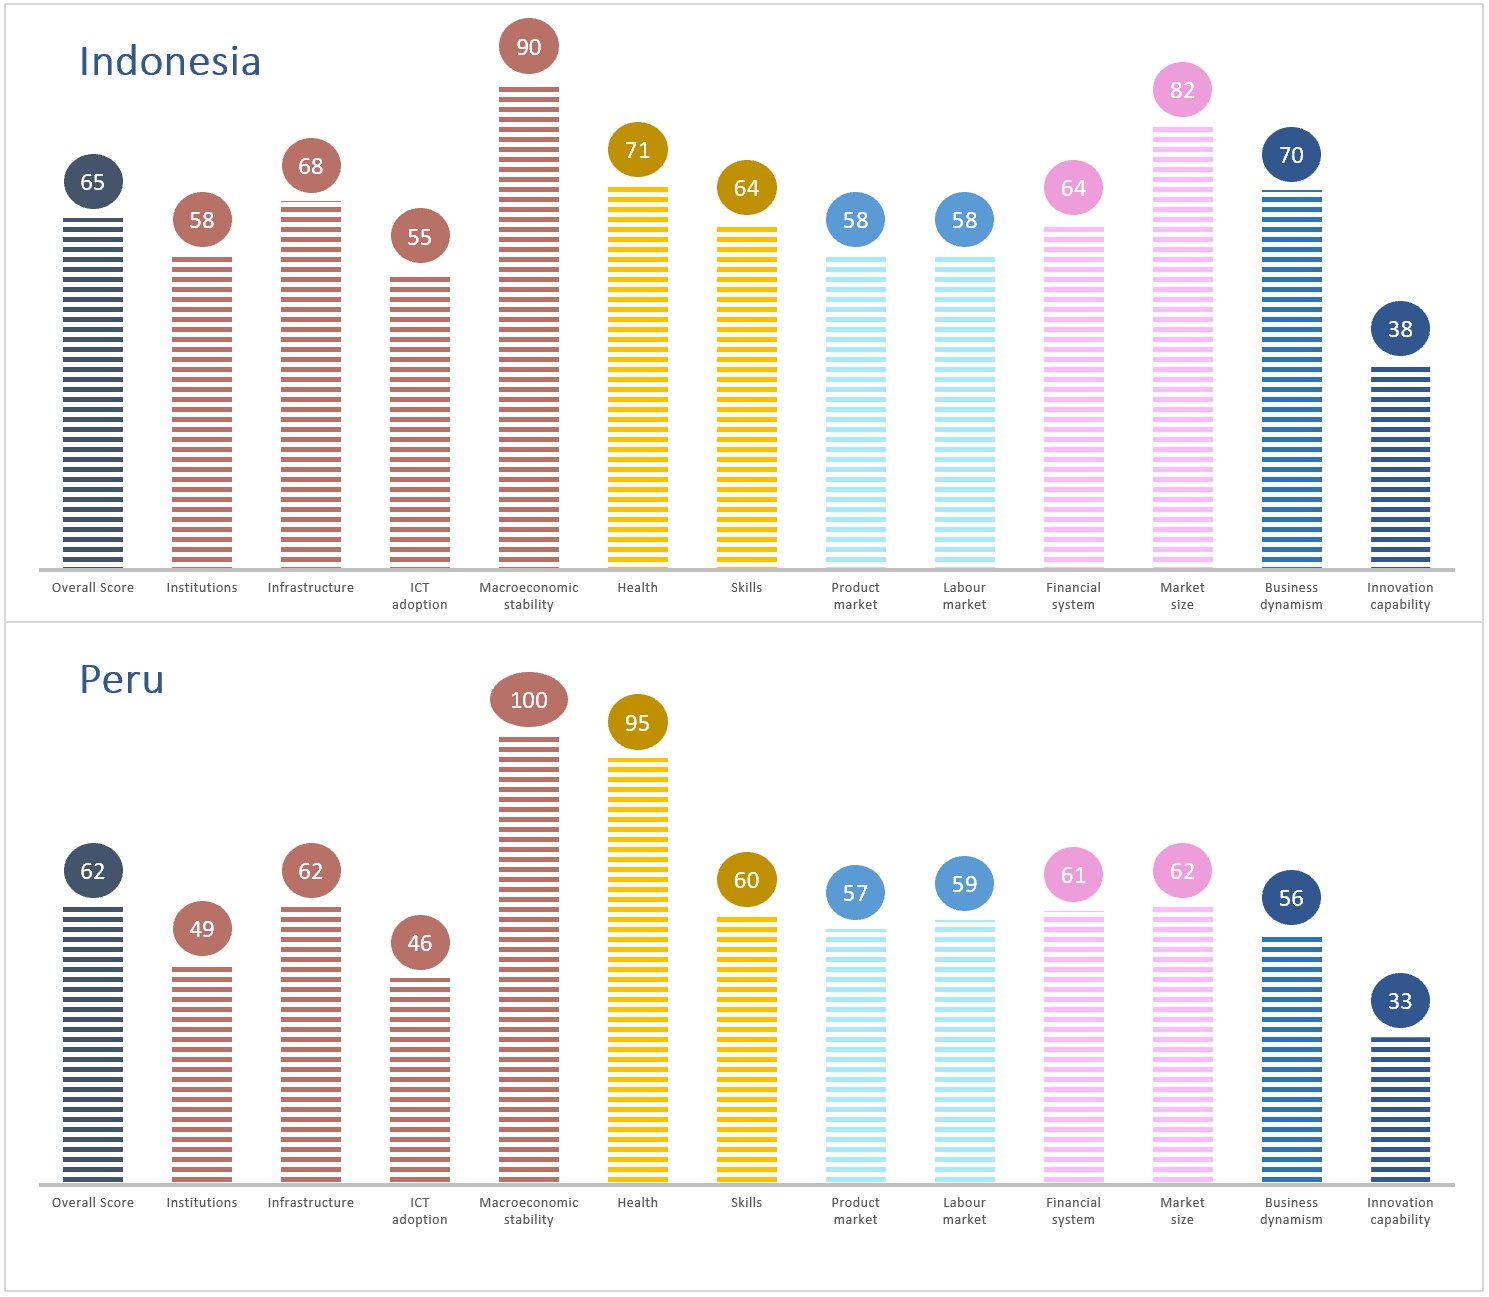 Indonesia
90
82
71
70
68
65
64
64
58
58
58
55
38
Overall Score
Institutions
Infrastructure
ICT
adoption
Macroeconomic
stability
Health
Skills
Product
market
Labour
market
Financial
system
Market
size
Business
dynamism
Innovation
capability
Peru
100
95
62
62
62
61
60
59
57
56
49
46
33
Overall Score
Institutions
Infrastructure
ICT
adoption
Macroeconomic
stability
Health
Skills
Product
market
Labour
market
Financial
system
Market
size
Business
dynamism
Innovation
capability